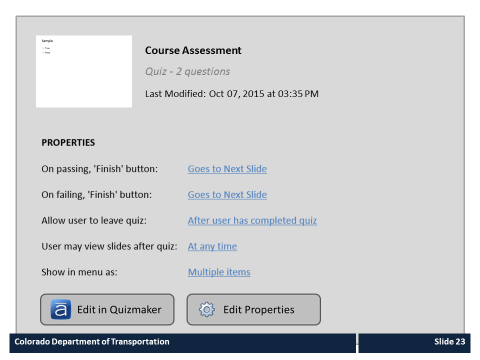 Sample
Course Assessment
Quiz - 2 questions
Last Modified: Oct 07, 2015 at 03:35 PM
PROPERTIES
On passing, 'Finish' button: Goes to Next Slide
On failing, 'Finish' button: Goes to Next Slide
Allow user to leave quiz: After user has completed quiz
User may view slides after quiz: At any time
Show in menu as: Multiple items
Edit in Quizmaker Edit Properties
Colorado Department of Transportation Slide 23